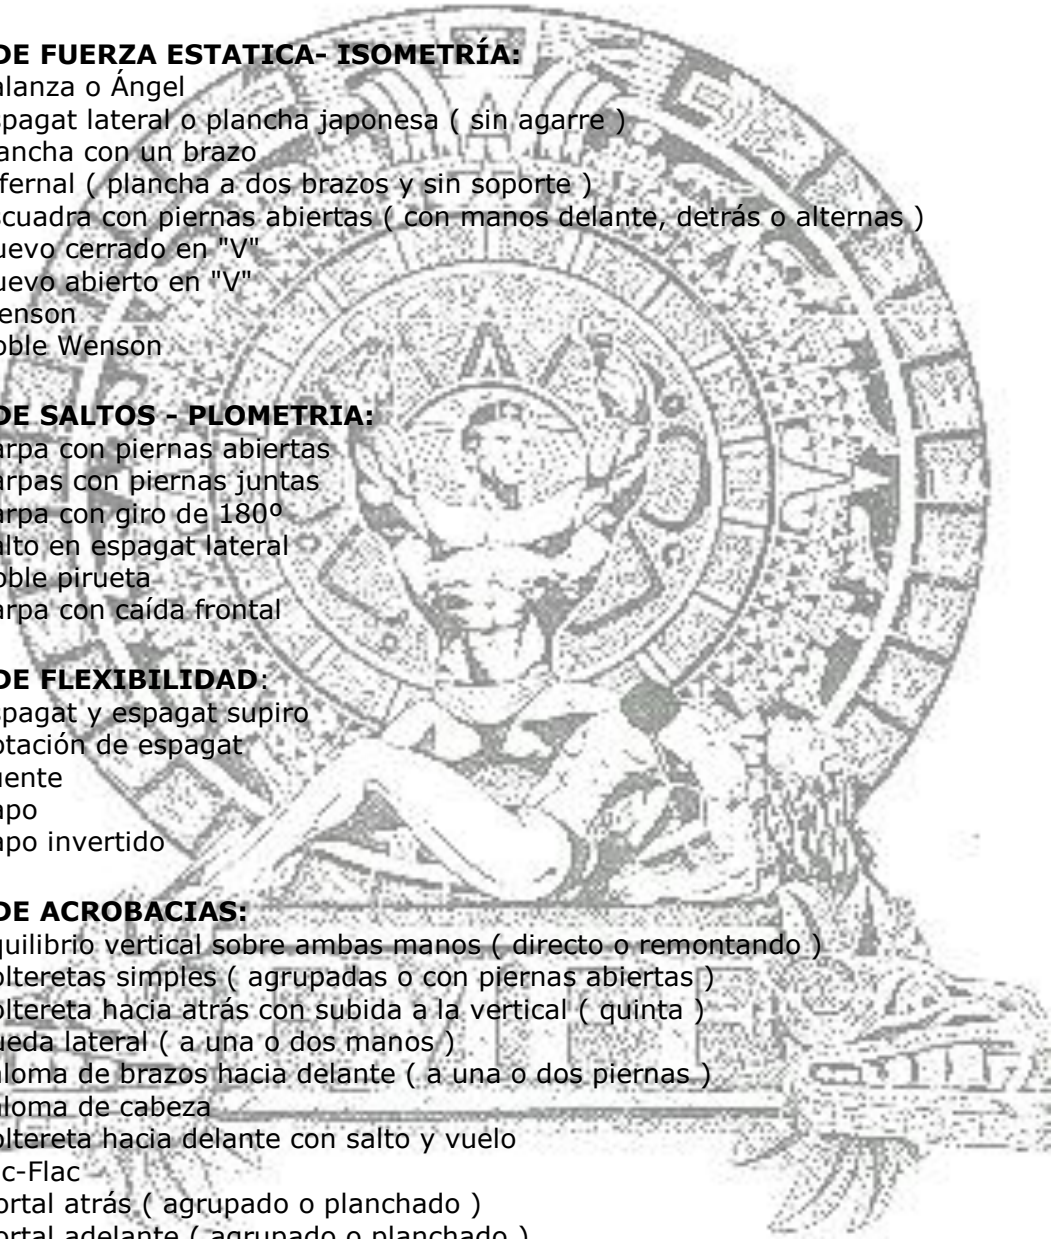 DE FUERZA ESTATICA- ISOMETRÍA:
alanza o Ángel
spagat lateral o plancha japonesa ( sin agarre )
ancha con un brazo
fernal ( plancha a dos brazos y sin soporte )
scuadra con piernas abiertas ( con manos delante, detrás o alternas )
uevo cerrado en "V"
uevo abierto en "V"
enson
oble Wenson
DE SALTOS - PLOMETRIA:
arpa con piernas abiertas
arpas con piernas juntas
arpa con giro de 180º
alto en espagat lateral
oble pirueta
arpa con caída frontal
DE FLEXIBILIDAD:
spagat y espagat supiro
otación de espagat
uente
apo
apo invertido
DE ACROBACIAS:
quilibrio vertical sobre ambas manos ( directo o remontando )
olteretas simples ( agrupadas o con piernas abiertas )
oltereta hacia atrás con subida a la vertical ( quinta )
ueda lateral ( a una o dos manos )
aloma de brazos hacia delante ( a una o dos piernas )
aloma de cabeza
oltereta hacia delante con salto y vuelo
c-Flac
ortal atrás ( agrupado o planchado )
ortal adelante ( agrupado o planchado )